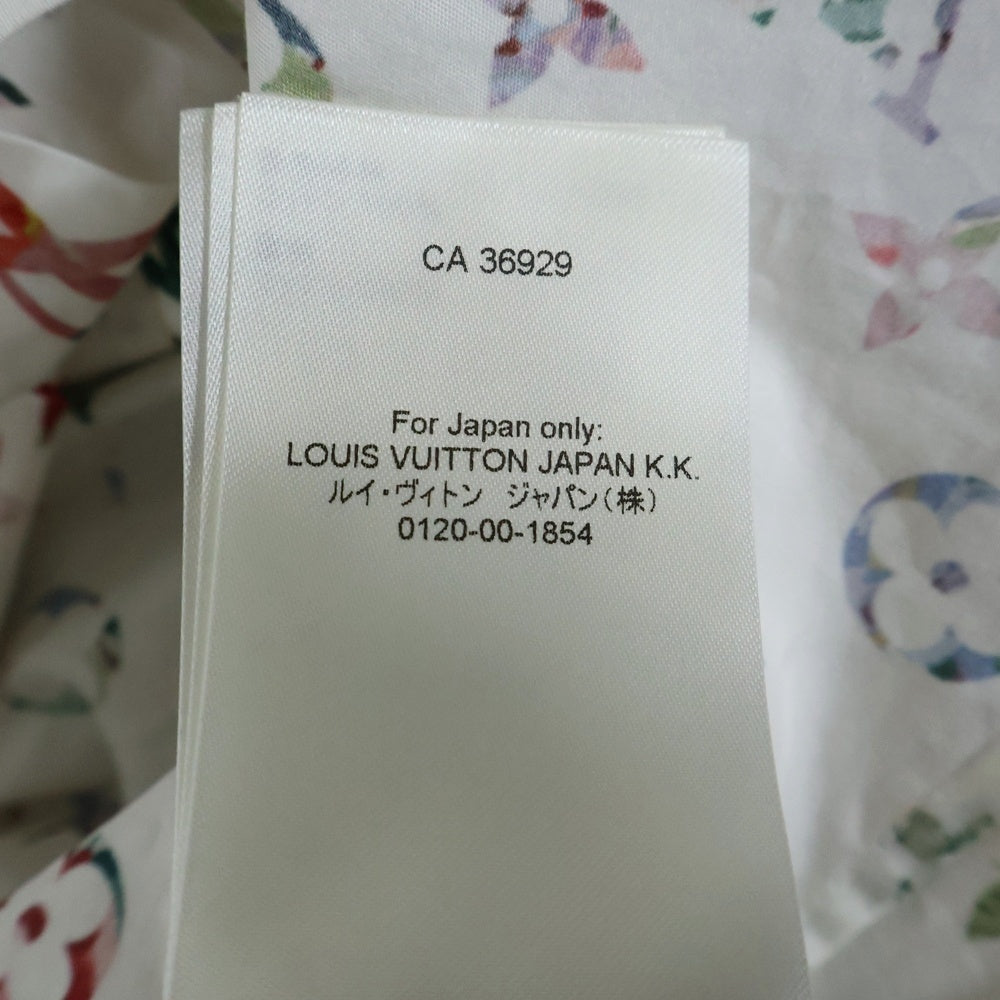 CA 36929
For Japan only:
LOUIS VUITTON JAPAN K.K.
ルイ・ヴィトン ジャパン(株)
0120-00-1854